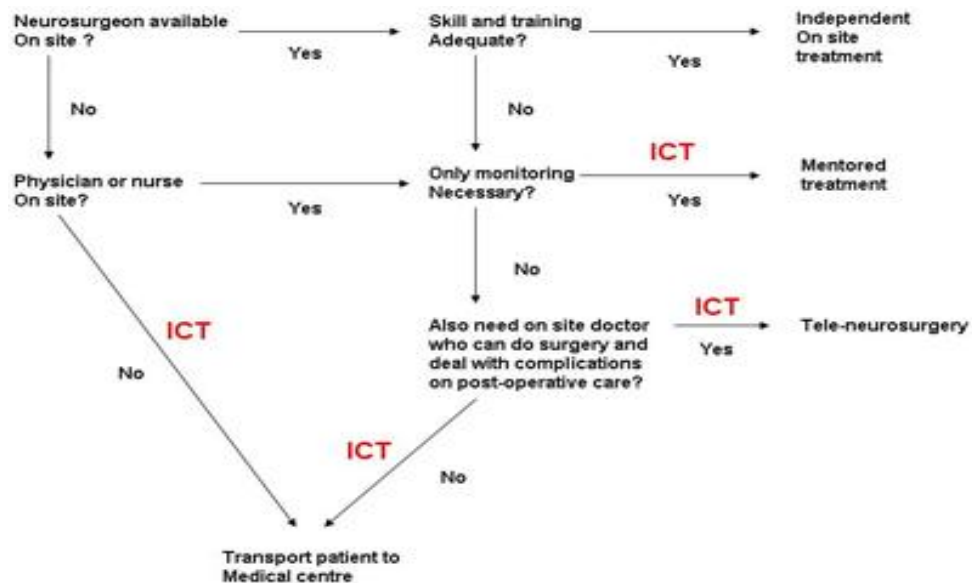 Neurosurgeon available
On site ?
Yes
Skill and training
Adequate?
Yes
Independent
On site
treatment
No
No
Physician or nurse
On site?
Yes
Only monitoring
Necessary?
ICT
Yes
Mentored
treatment
No
ICT
No
Also need on site doctor
who can do surgery and
deal with complications
on post-operative care?
ICT
Yes
Tele-neurosurgery
ICT
No
Transport patient to
Medical centre